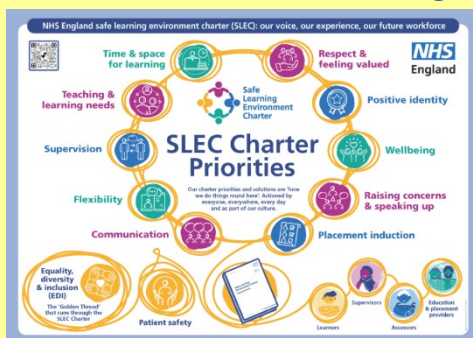 NHS England safe learning environment charter (SLEC): our voice, our experience, our future workforce
Time & space
for learning
Respect &
feeling valued
NHS
England
Teaching &
learning needs
Safe
Learning
Environment
Charter
Positive identity
Supervision
SLEC Charter
Priorities
Wellbeing
Our charter priorities and solutions are 'how
we do things round here'. Actioned by
everyone, everywhere, every day
and as part of our culture.
Flexibility
Raising concerns
& speaking up
Communication
Placement induction
Equality,
diversity
& inclusion
(EDI)
The 'Golden Thread'
that runs through the
SLEC Charter
Patient safety
Learners
Supervisors
Assessors
Education
& placement
providers